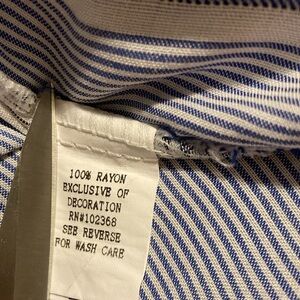 100% RAYON
EXCLUSIVE OF
DECORATION
RN#102368
SEE REVERSE
FOR WASH CARE